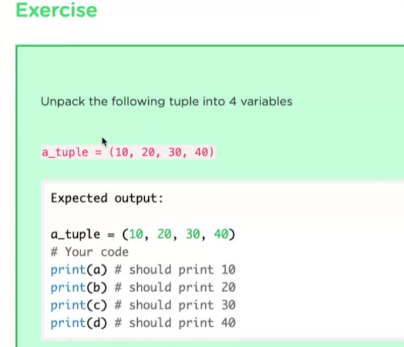 Exercise
Unpack the following tuple into 4 variables
a_tuple = (10, 20, 30, 40)
Expected output:
a_tuple = (10, 20, 30, 40)
# Your code
print(a) # should print 10
print(b) # should print 20
print(c) # should print 30
print(d) # should print 40